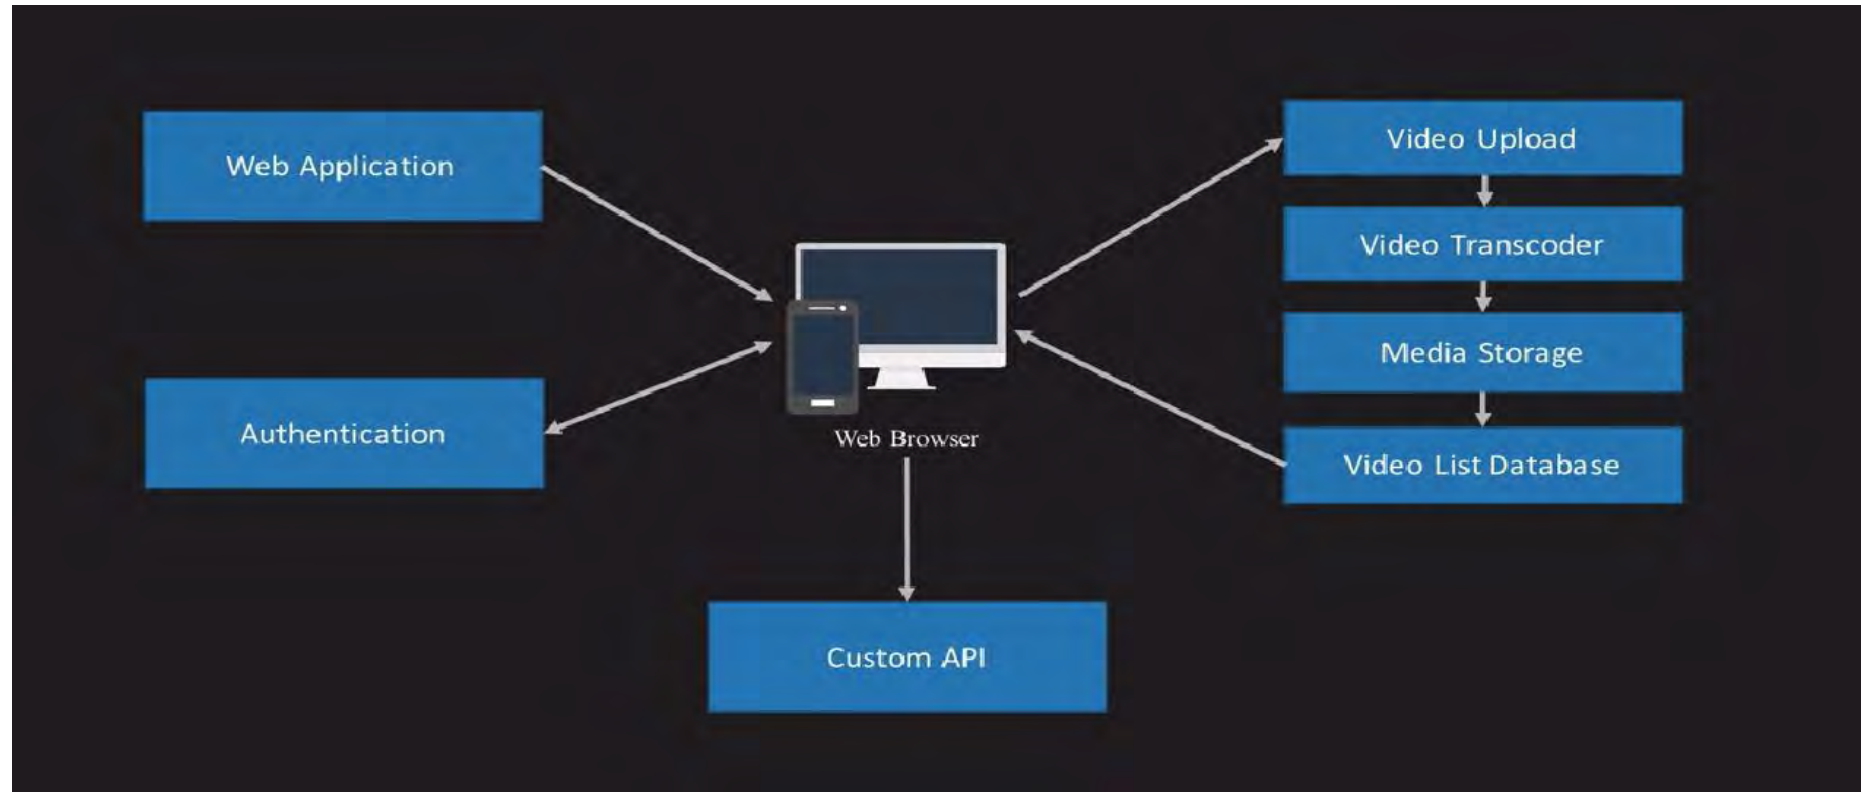 Web Application
Authentication
Web Browser
Custom API
Video Upload
Video Transcoder
Media Storage
Video List Database